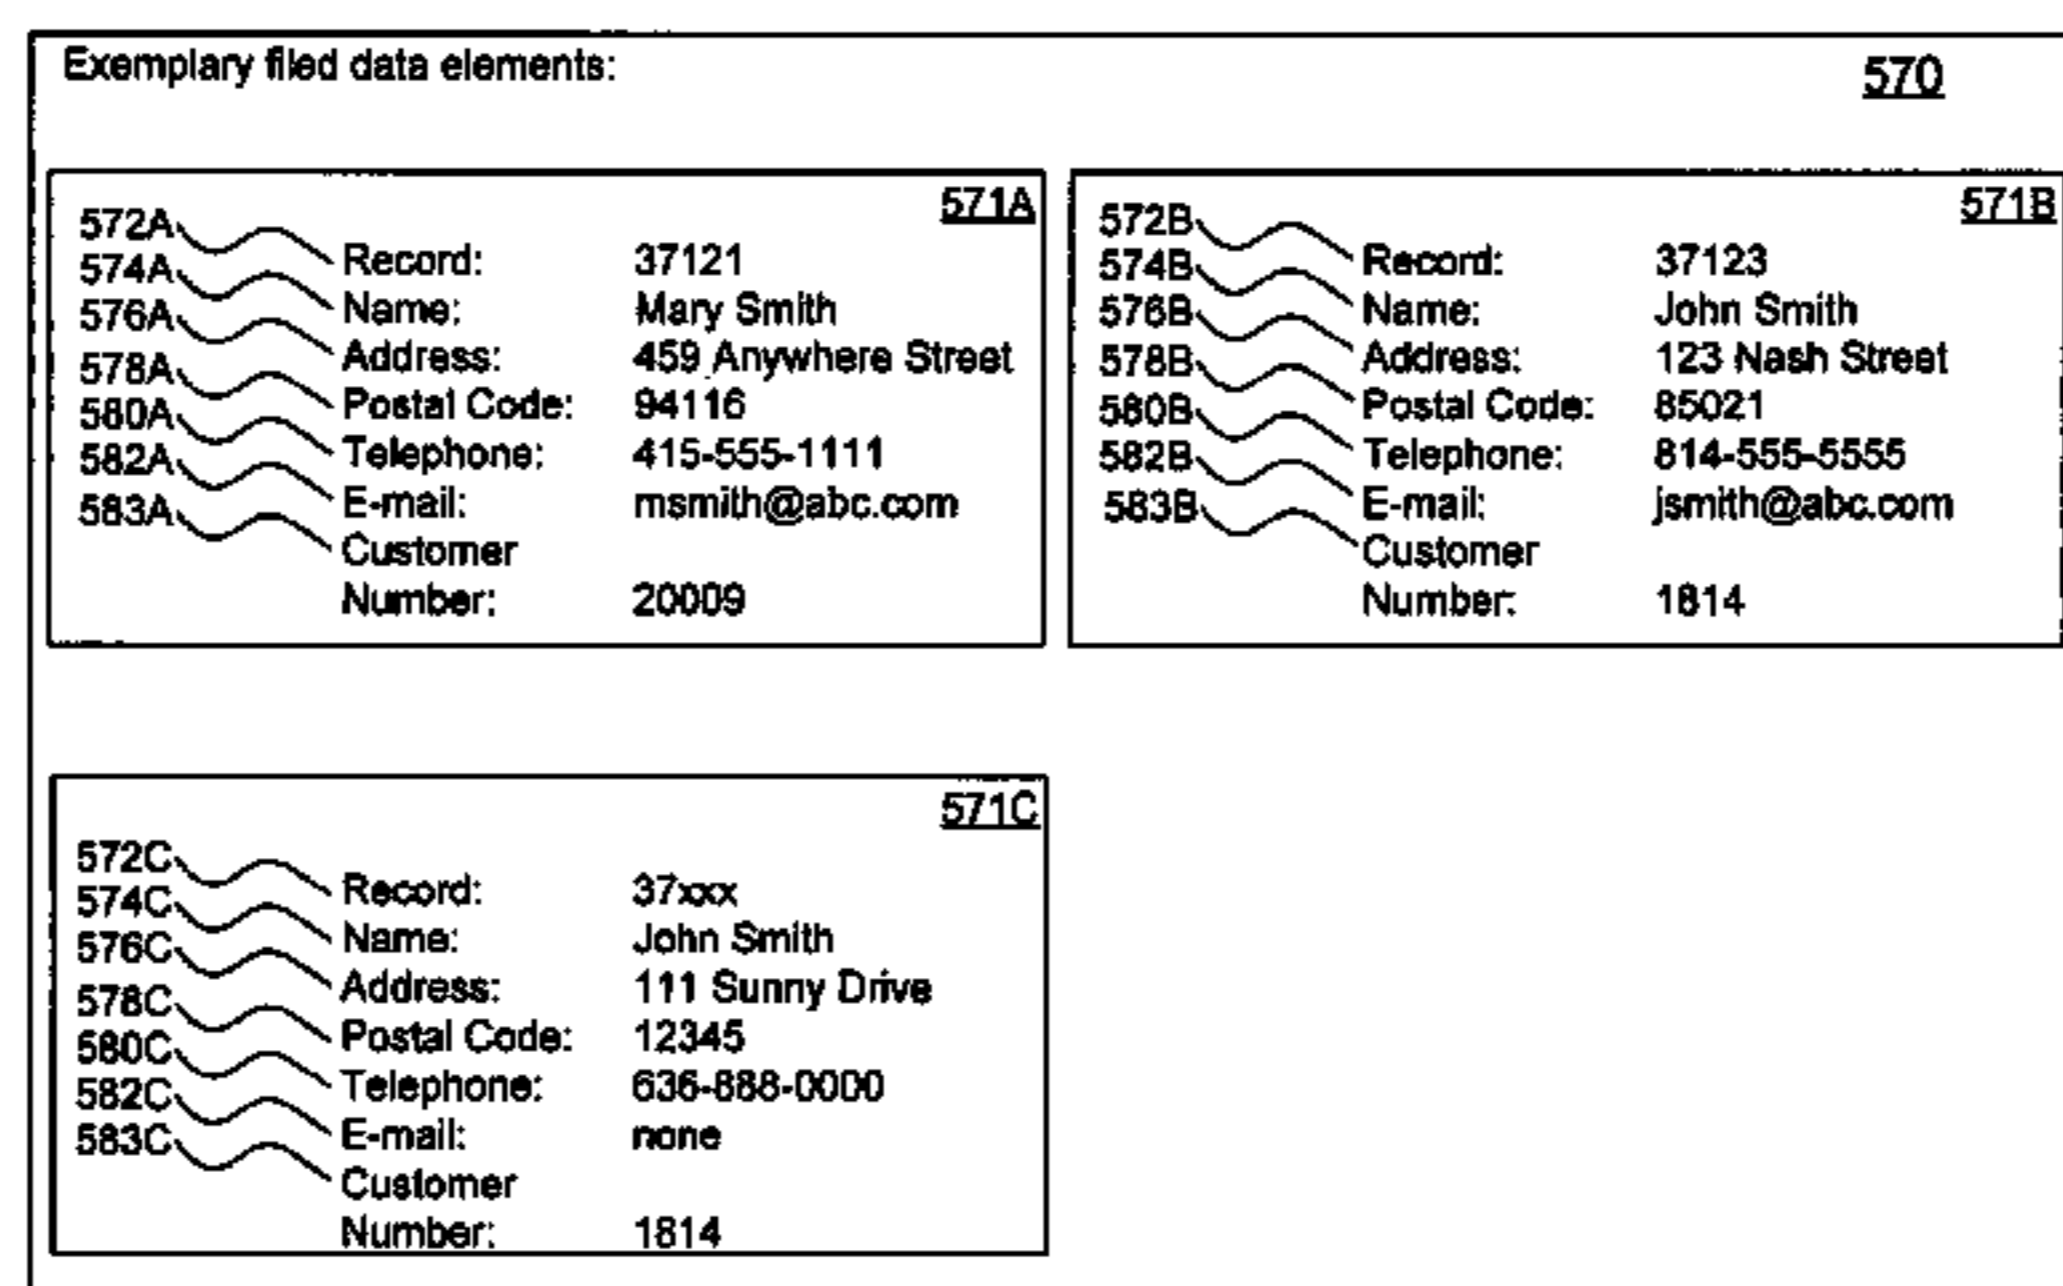 Exemplary filed data elements:
570
571A
572A Record: 37121
574A Name: Mary Smith
576A Address: 459 Anywhere Street
578A Postal Code: 94116
580A Telephone: 415-555-1111
582A E-mail: msmith@abc.com
583A Customer
Number: 20009
571B
572B Record: 37123
574B Name: John Smith
576B Address: 123 Nash Street
578B Postal Code: 85021
580B Telephone: 814-555-5555
582B E-mail: jsmith@abc.com
583B Customer
Number: 1814
571C
572C Record: 37xxx
574C Name: John Smith
576C Address: 111 Sunny Drive
578C Postal Code: 12345
580C Telephone: 636-888-0000
582C E-mail: none
583C Customer
Number: 1814